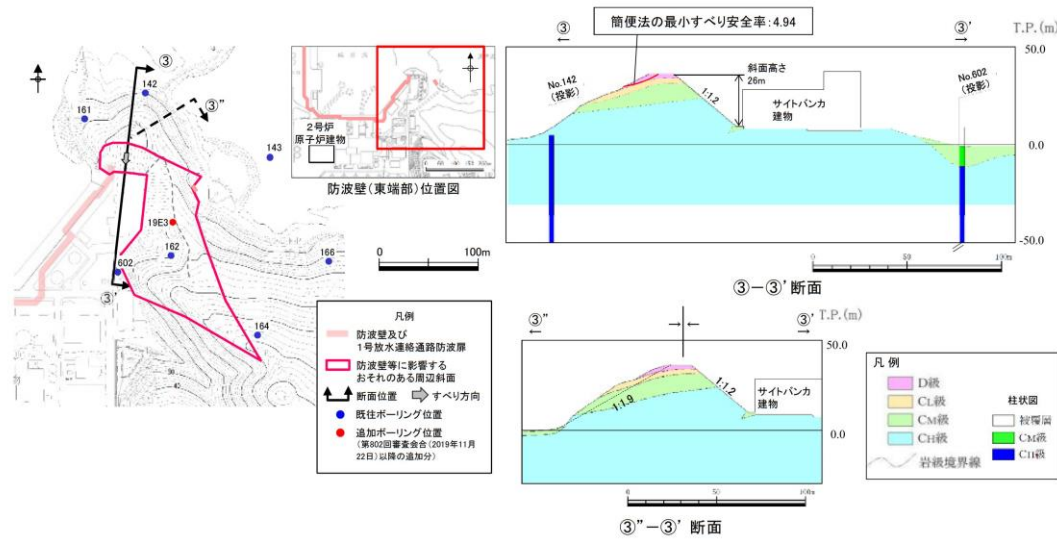 ③
142
161
③"
143
19E3
162
602
166
③'
164
0
100m
2号炉
原子炉建物
防波壁(東端部)位置図
凡例
防波壁及び
1号放水連絡通路防波扉
防波壁等に影響する
おそれのある周辺斜面
断面位置
すべり方向
既往ボーリング位置
追加ボーリング位置
(第802回審査会合(2019年11月
22日)以降の追加分)
簡便法の最小すべり安全率:4.94
③
③'
T.P.(m)
50.0
No.142
(投影)
斜面高さ
26m
1:1.2
サイトバンカ
建物
No.602
(投影)
0.0
-50.0
0
50
100m
③-③'断面
③"
③'
T.P.(m)
50.0
1:1.9
1:1.2
サイトバンカ
建物
0.0
0
50
100m
③"-③' 断面
凡 例
D級
CL級
CM級
CH級
岩級境界線
柱状図
被覆層
CM級
CH級